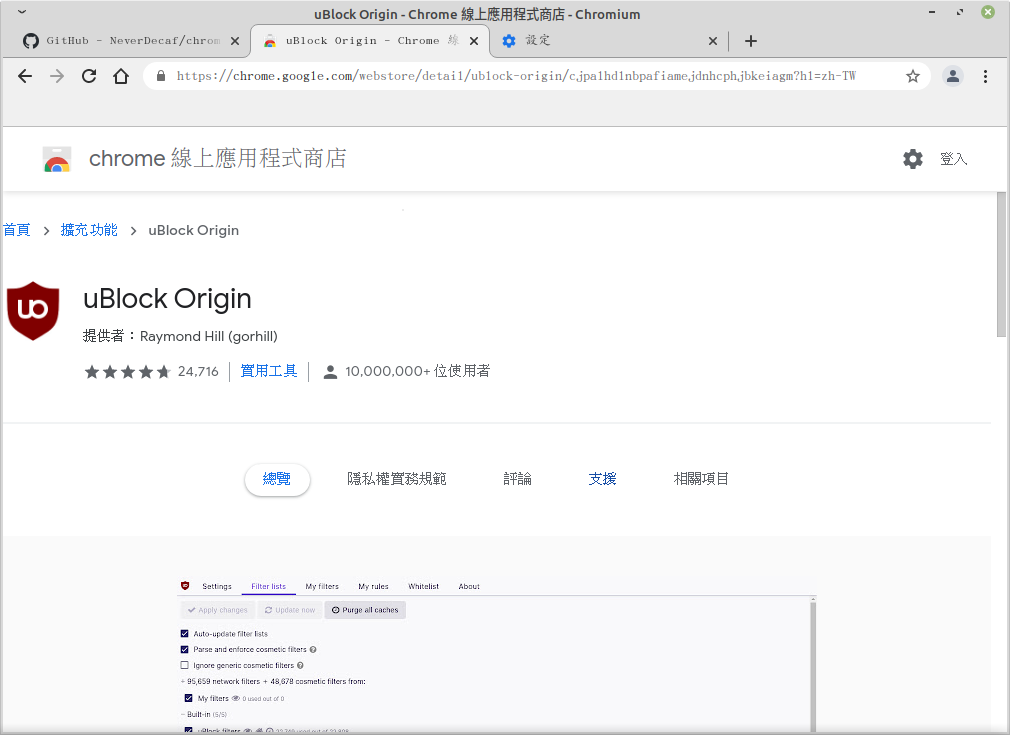 uBlock Origin - Chrome 線上應用程式商店 - Chromium
GitHub - NeverDecaf/chrom
uBlock Origin - Chrome 線
設定
https://chrome.google.com/webstore/detail/ublock-origin/cjpalhdlnbpafiamejdnhcphjbkeiagm?hl=zh-TW
chrome 線上應用程式商店
登入
首頁 > 擴充功能 > uBlock Origin
uBlock Origin
提供者：Raymond Hill (gorhill)
24,716 實用工具 10,000,000+ 位使用者
總覽 隱私權實務規範 評論 支援 相關項目
Settings Filter lists My filters My rules Whitelist About
Apply changes Update now Purge all caches
Auto-update filter lists
Parse and enforce cosmetic filters
Ignore generic cosmetic filters
+ 95,659 network filters + 48,678 cosmetic filters from:
My filters 0 used out of 0
– Built-in (5/5)
uBlock filters